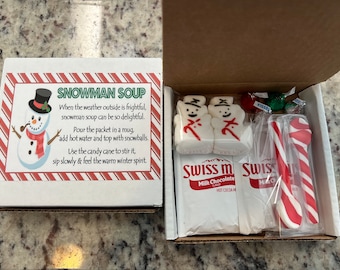 SNOWMAN SOUP
When the weather outside is frightful,
snowman soup can be so delightful.
Pour the packet in a mug,
add hot water and top with snowballs.
Use the candy cane to stir it,
sip slowly & feel the warm winter spirit.
Swiss
Milk Chocolate
Swiss